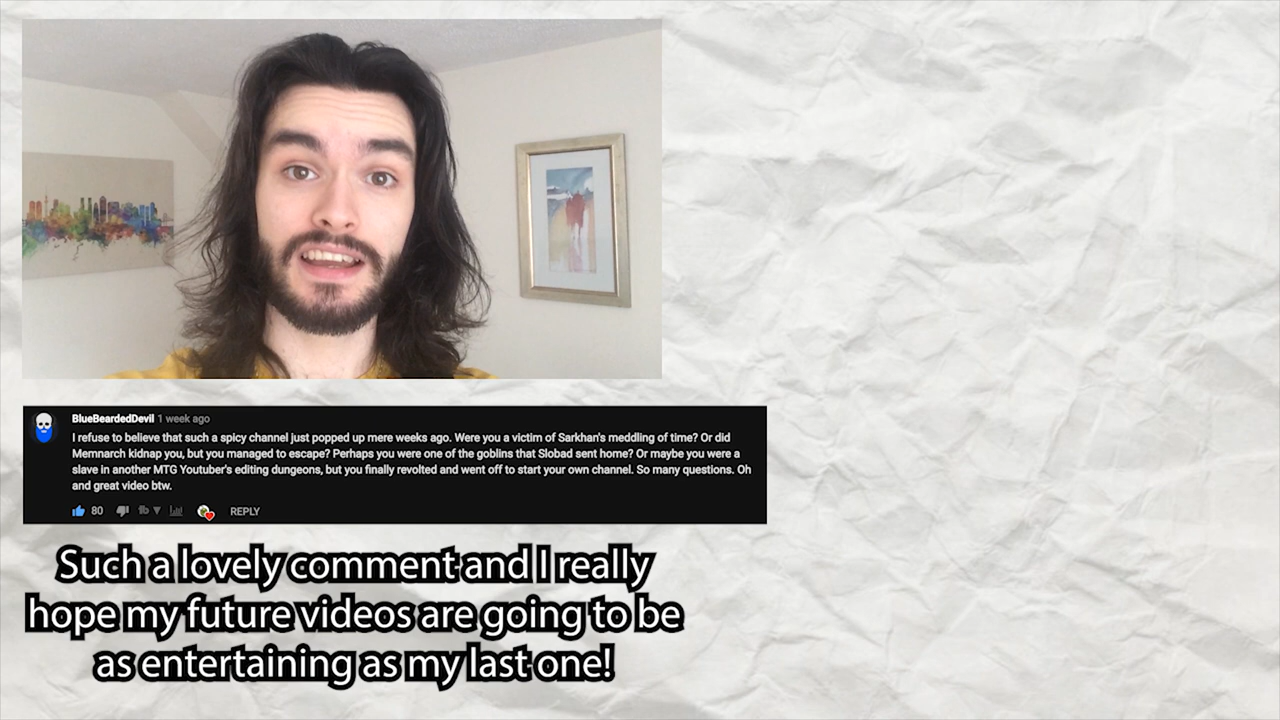 BlueBeardedDevil 1 week ago
I refuse to believe that such a spicy channel just popped up mere weeks ago. Were you a victim of Sarkhan's meddling of time? Or did
Memnarch kidnap you, but you managed to escape? Perhaps you were one of the goblins that Slobad sent home? Or maybe you were a
slave in another MTG Youtuber's editing dungeons, but you finally revolted and went off to start your own channel. So many questions. Oh
and great video btw.
80 REPLY
Such a lovely comment and I really
hope my future videos are going to be
as entertaining as my last one!